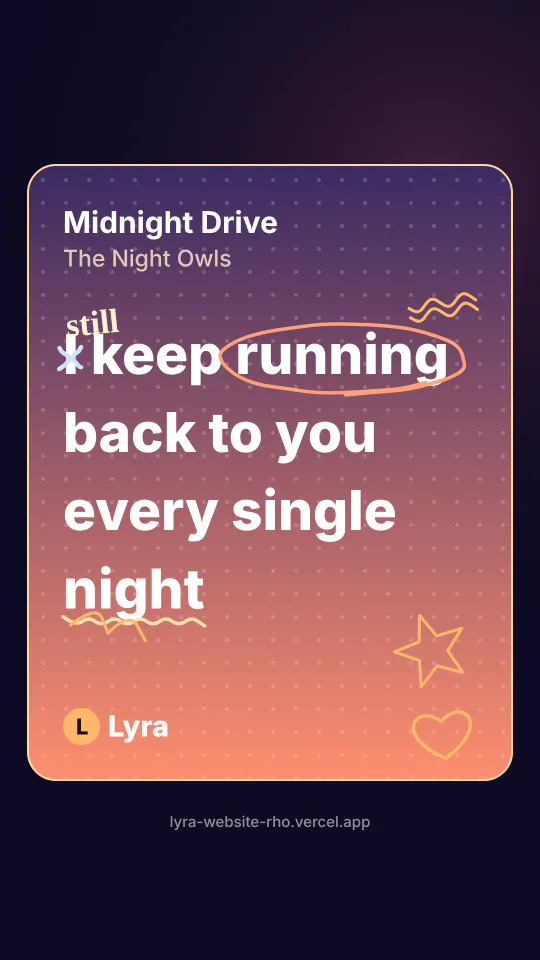 Midnight Drive
The Night Owls
still
I keep running
back to you
every single
night
L Lyra
lyra-website-rho.vercel.app